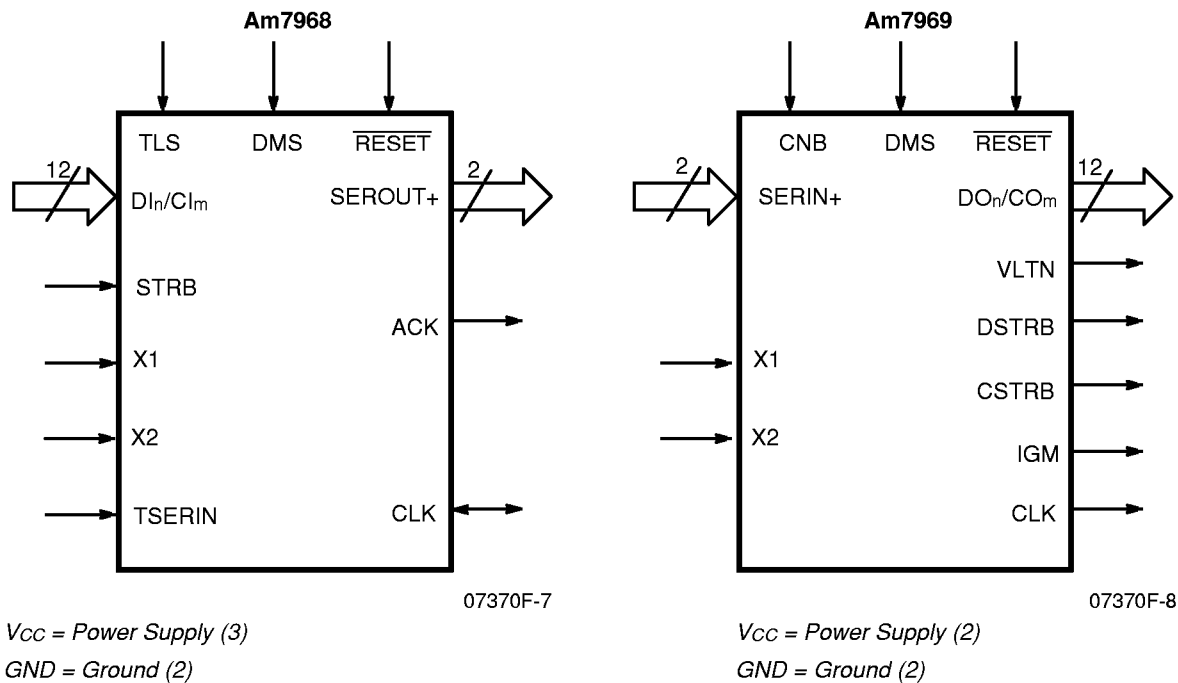 Am7968
TLS DMS RESET
12
DIn/CIm
SEROUT+
2
STRB
ACK
X1
X2
TSERIN
CLK
07370F-7
VCC = Power Supply (3)
GND = Ground (2)
Am7969
CNB DMS RESET
2
SERIN+
DOn/COm
12
VLTN
DSTRB
X1
CSTRB
X2
IGM
CLK
07370F-8
VCC = Power Supply (2)
GND = Ground (2)